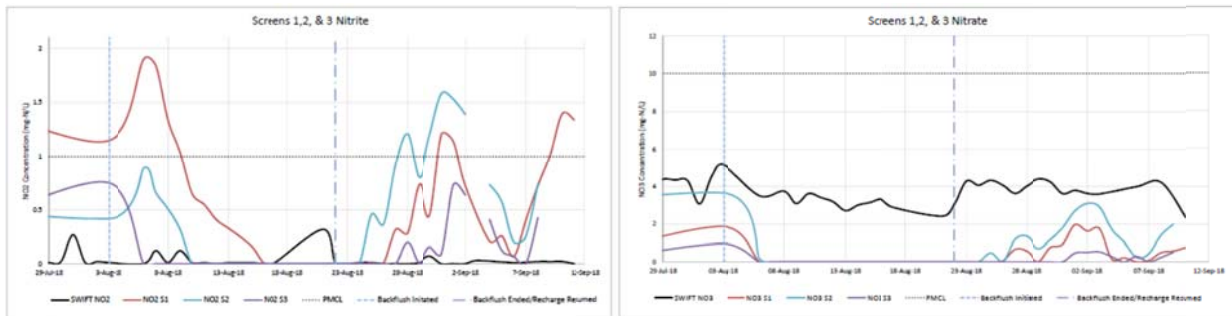 Screens 1,2, & 3 Nitrite
2
1.5
1
0.5
0
NO2 Concentration (mg-N/L)
29-Jul-18 3-Aug-18 8-Aug-18 13-Aug-18 18-Aug-18 23-Aug-18 28-Aug-18 2-Sep-18 7-Sep-18 12-Sep-18
SWIFT NO2 NO2 S1 NO2 S2 NO2 S3 PMCL Backflush Initiated Backflush Ended/Recharge Resumed
Screens 1,2, & 3 Nitrate
12
10
8
6
4
2
0
NO3 Concentration (mg-N/L)
29-Jul-18 03-Aug-18 08-Aug-18 13-Aug-18 18-Aug-18 23-Aug-18 28-Aug-18 02-Sep-18 07-Sep-18 12-Sep-18
SWIFT NO3 NO3 S1 NO3 S2 NO3 S3 PMCL Backflush Initiated Backflush Ended/Recharge Resumed